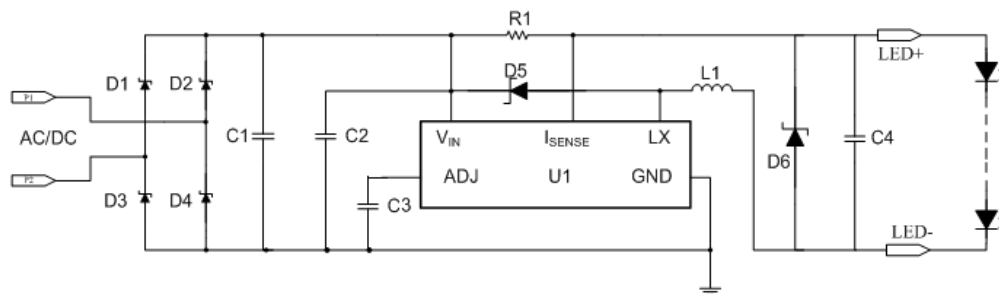 R1
LED+
D1
D2
D5
L1
P1
AC/DC
C1
C2
VIN
ISENSE
LX
D6
C4
P2
ADJ
U1
GND
D3
D4
C3
LED-